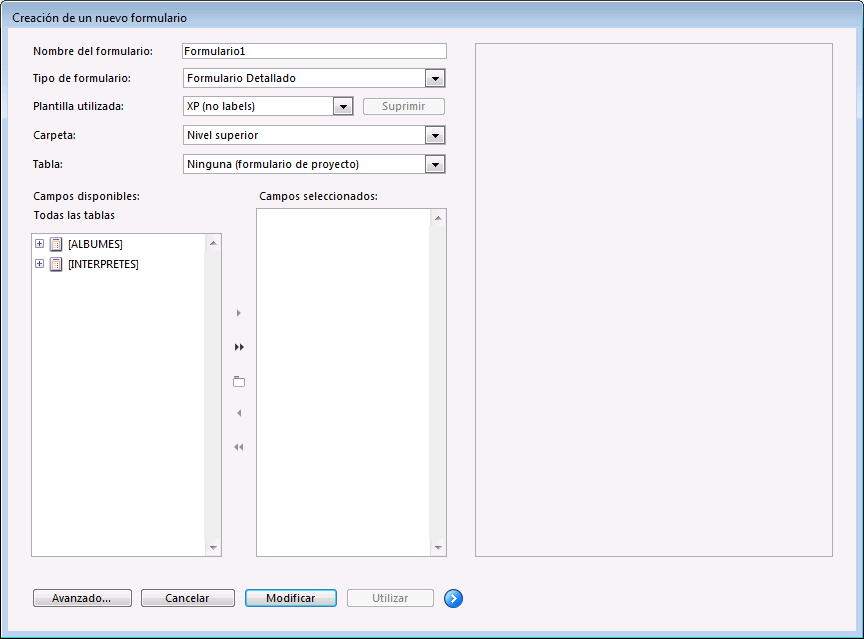 Creación de un nuevo formulario
Nombre del formulario: Formulario1
Tipo de formulario: Formulario Detallado
Plantilla utilizada: XP (no labels) Suprimir
Carpeta: Nivel superior
Tabla: Ninguna (formulario de proyecto)
Campos disponibles: Campos seleccionados:
Todas las tablas
[ALBUMES]
[INTERPRETES]
Avanzado... Cancelar Modificar Utilizar